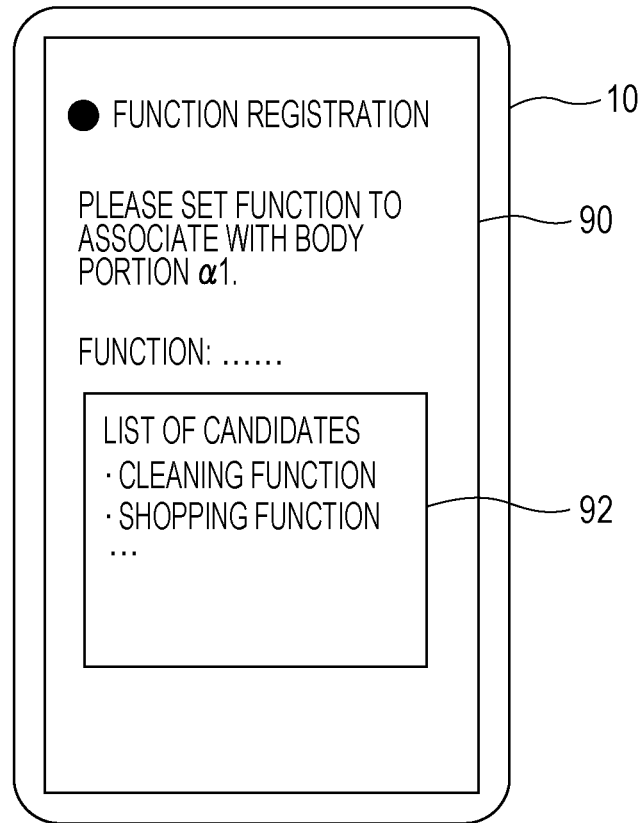 ● FUNCTION REGISTRATION
10
PLEASE SET FUNCTION TO
ASSOCIATE WITH BODY
PORTION α1.
90
FUNCTION: ......
LIST OF CANDIDATES
· CLEANING FUNCTION
· SHOPPING FUNCTION
...
92